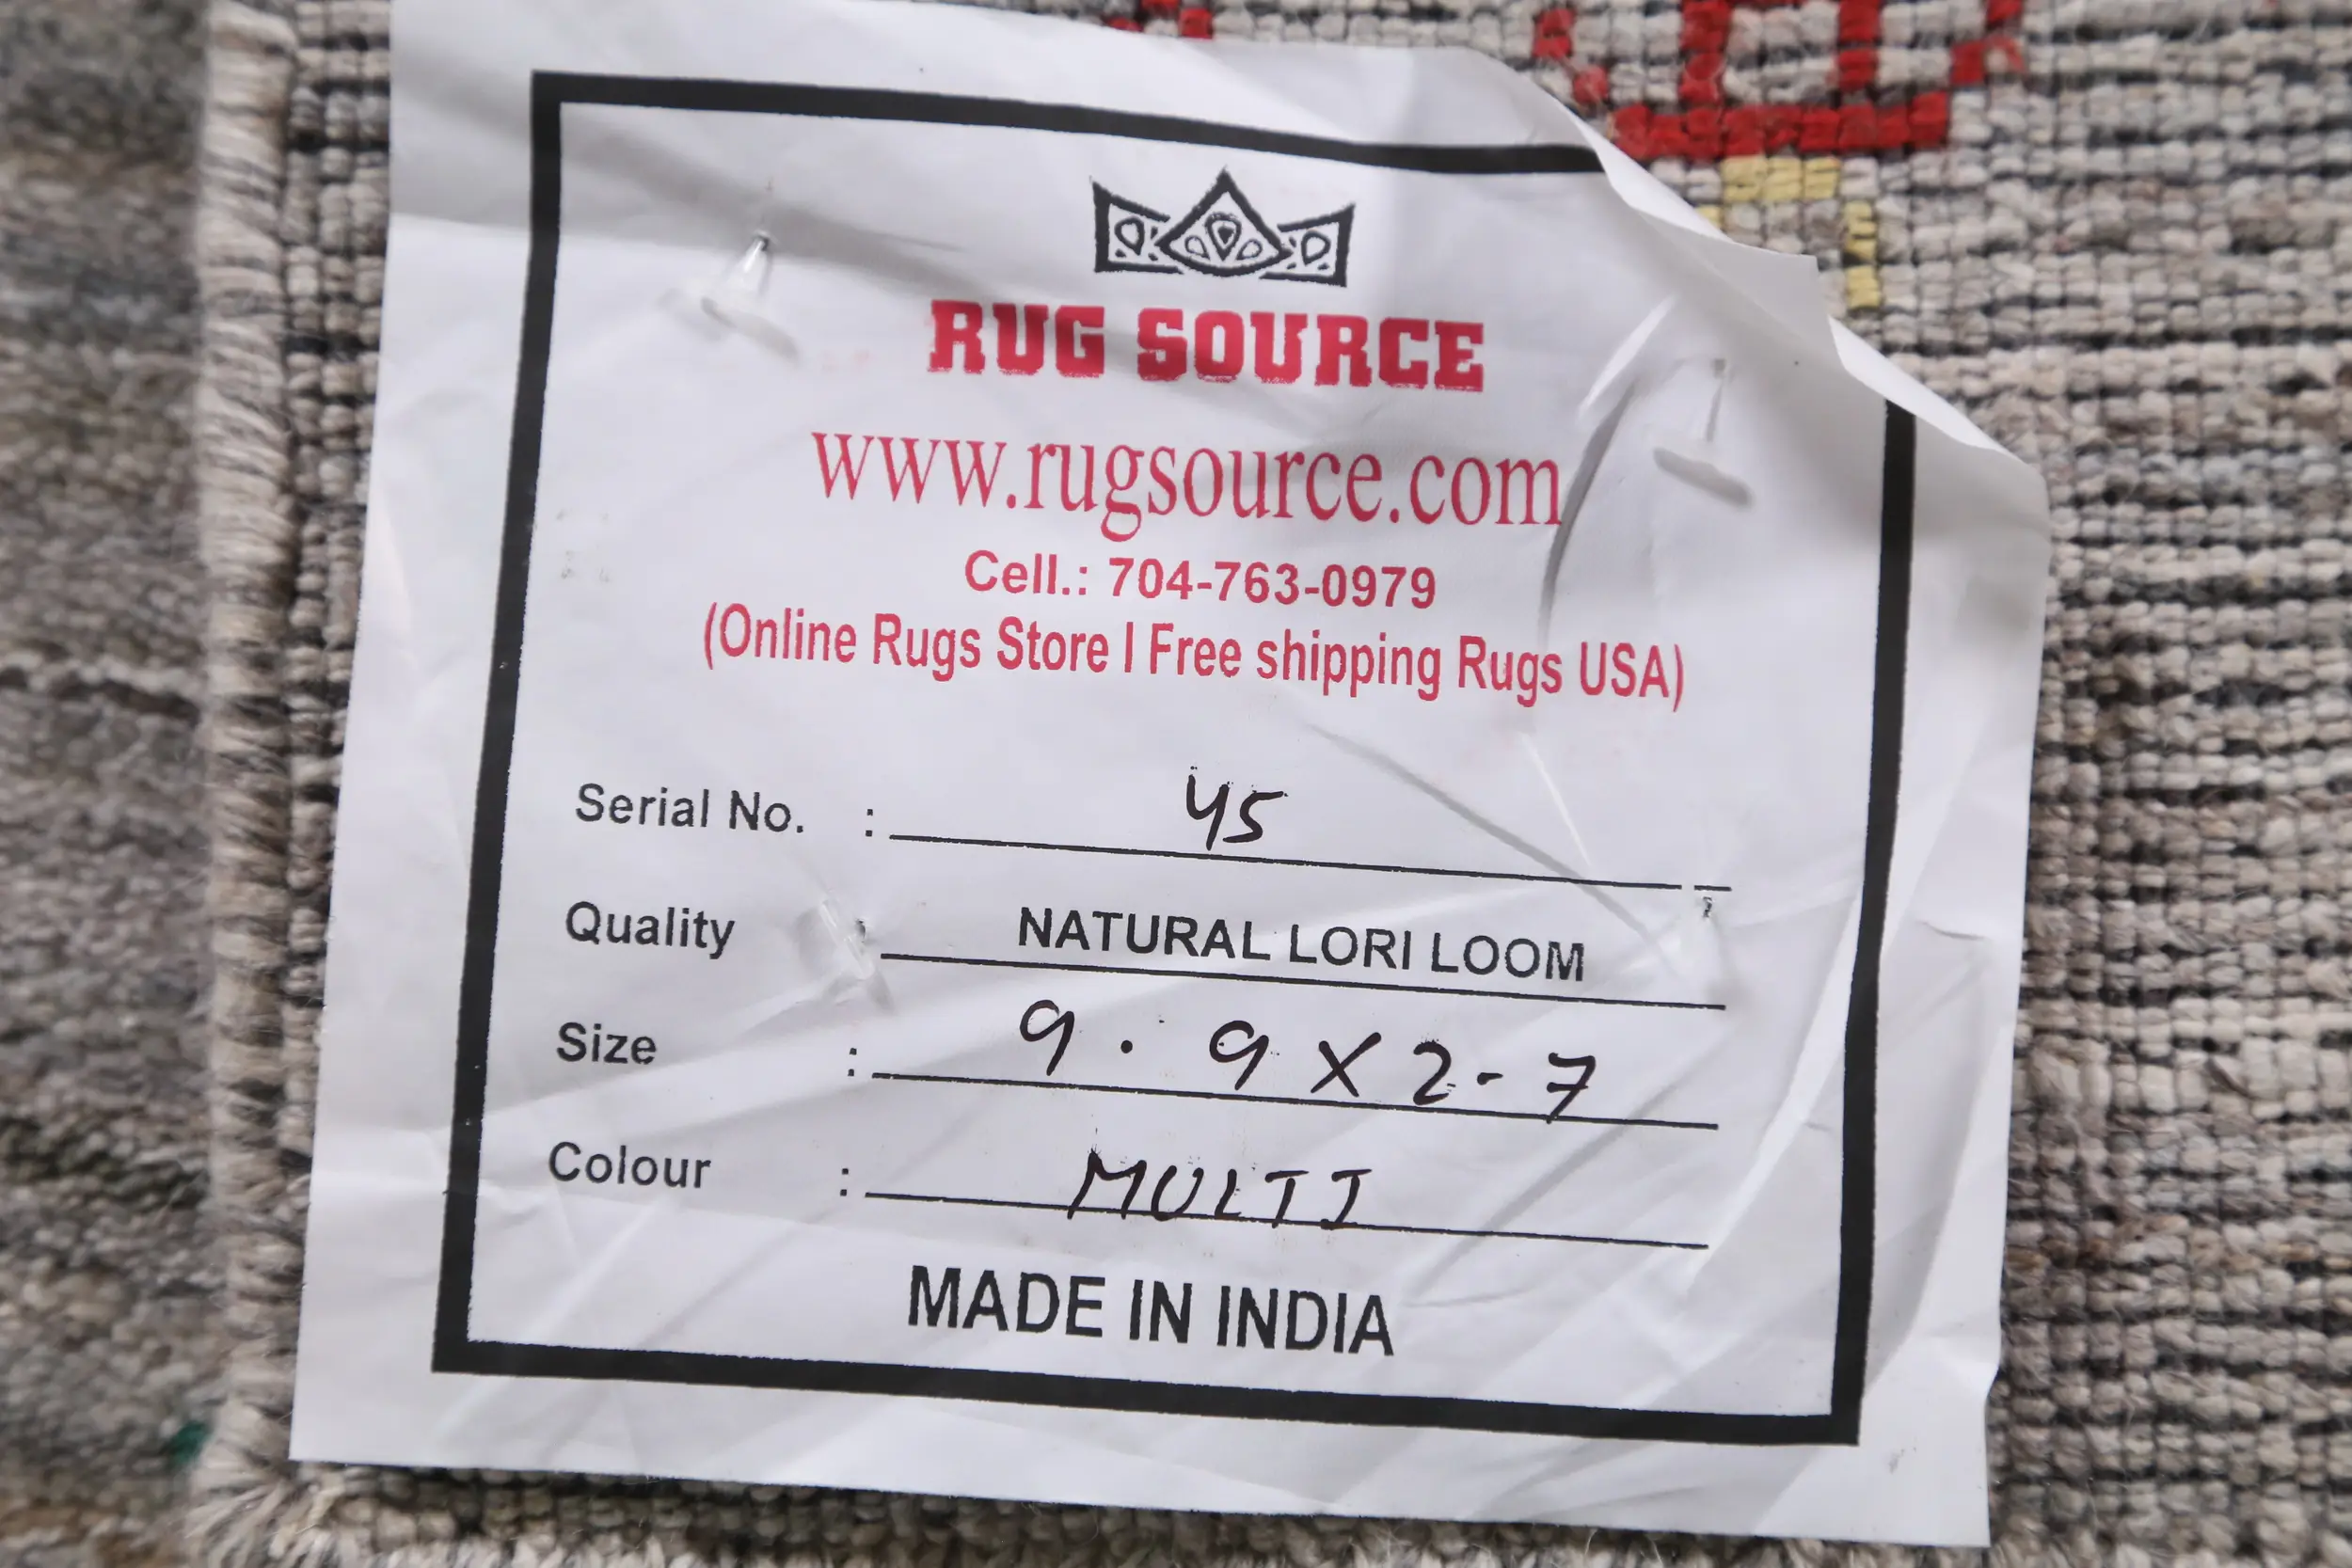 RUG SOURCE
www.rugsource.com
Cell.: 704-763-0979
(Online Rugs Store I Free shipping Rugs USA)
Serial No. : 45
Quality NATURAL LORI LOOM
Size : 9.9X2-7
Colour : MULTI
MADE IN INDIA